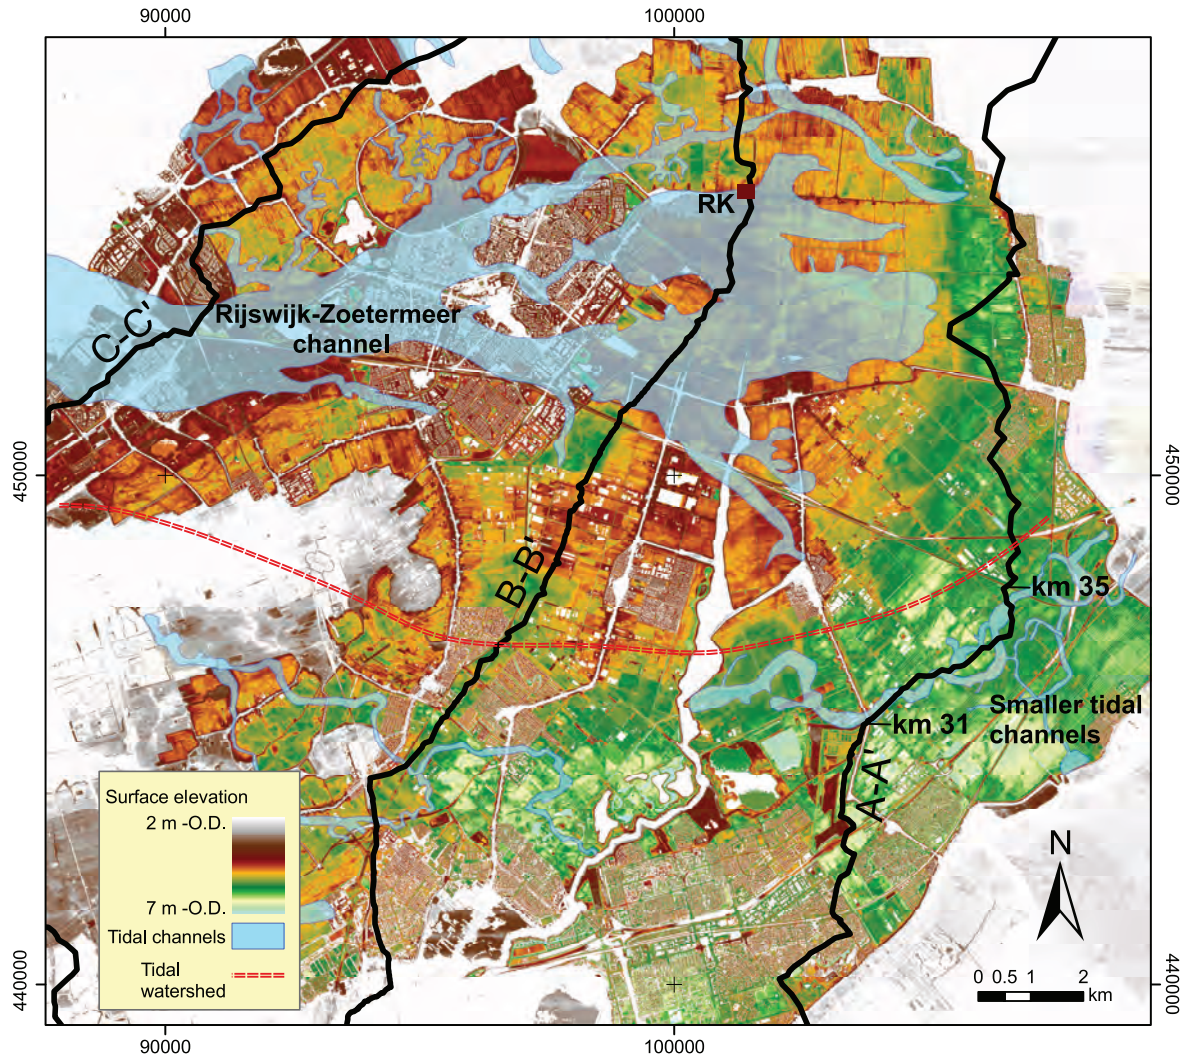 90000
100000
RK
C-C'
Rijswijk-Zoetermeer
channel
450000
450000
B-B'
km 35
Smaller tidal
channels
km 31
A-A'
Surface elevation
2 m -O.D.
7 m -O.D.
Tidal channels
Tidal
watershed
N
0 0.5 1 2
km
440000
440000
90000
100000